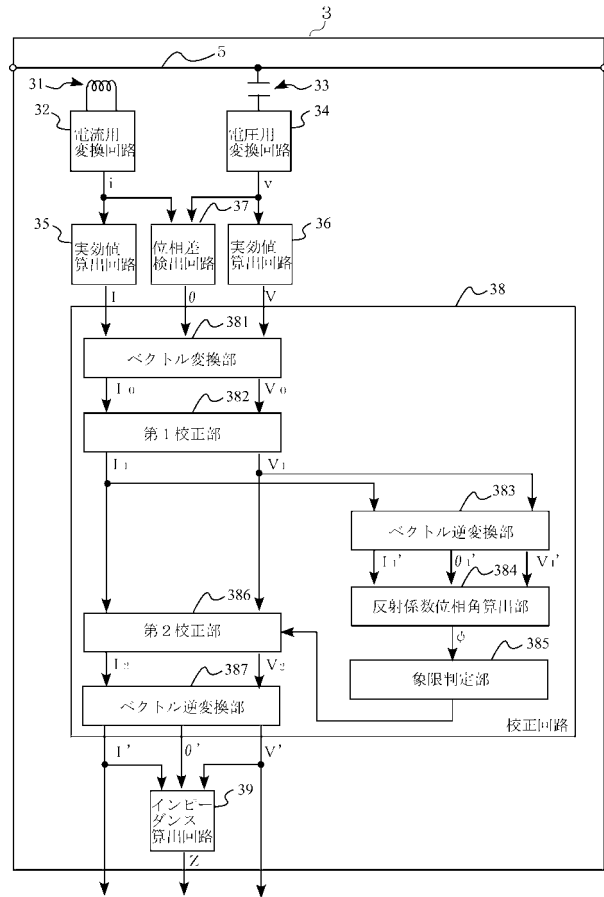 3
5
31
33
32
電流用
変換回路
34
電圧用
変換回路
i
v
35
実効値
算出回路
37
位相差
検出回路
36
実効値
算出回路
I
θ
V
38
381
ベクトル変換部
I₀
V₀
382
第1校正部
I₁
V₁
383
ベクトル逆変換部
I₁'
θ₁'
V₁'
384
反射係数位相角算出部
386
第2校正部
φ
385
象限判定部
I₂
V₂
387
ベクトル逆変換部
校正回路
I'
θ'
V'
39
インピー
ダンス
算出回路
Z